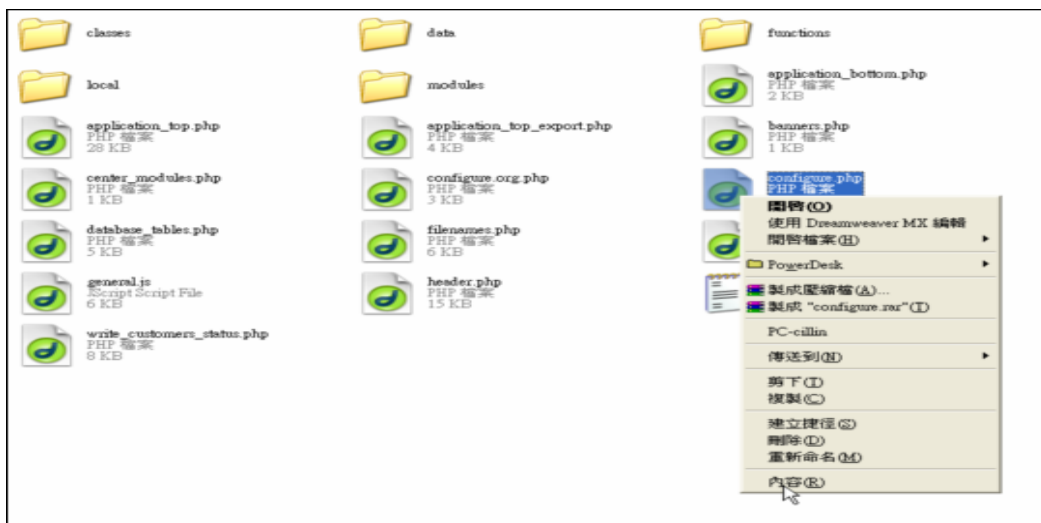 classes
data
functions
local
modules
application_bottom.php
PHP 檔案
2 KB
application_top.php
PHP 檔案
28 KB
application_top_export.php
PHP 檔案
4 KB
banners.php
PHP 檔案
1 KB
center_modules.php
PHP 檔案
1 KB
configure.org.php
PHP 檔案
3 KB
configure.php
PHP 檔案
database_tables.php
PHP 檔案
5 KB
filenames.php
PHP 檔案
6 KB
general.js
JScript Script File
6 KB
header.php
PHP 檔案
15 KB
write_customers_status.php
PHP 檔案
8 KB
開啓(O)
使用 Dreamweaver MX 編輯
開啓檔案(H)
PowerDesk
製成壓縮檔(A)...
製成 "configure.rar"(T)
PC-cillin
傳送到(N)
剪下(T)
複製(C)
建立捷徑(S)
刪除(D)
重新命名(M)
內容(R)